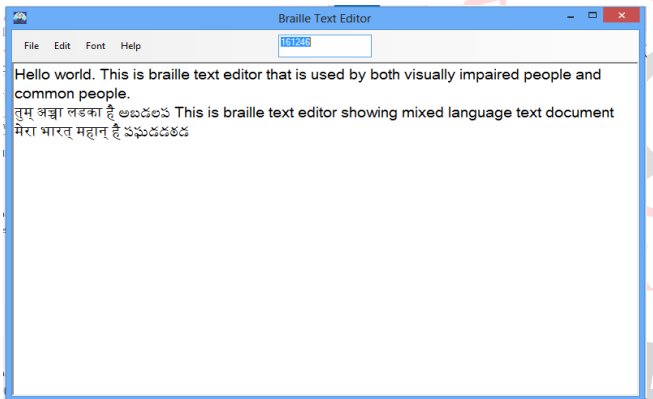 Braille Text Editor
File Edit Font Help
161246
Hello world. This is braille text editor that is used by both visually impaired people and
common people.
तुम् अच्चा लडका है అబడలప This is braille text editor showing mixed language text document
मेरा भारत् महान् है పఫడడకడ